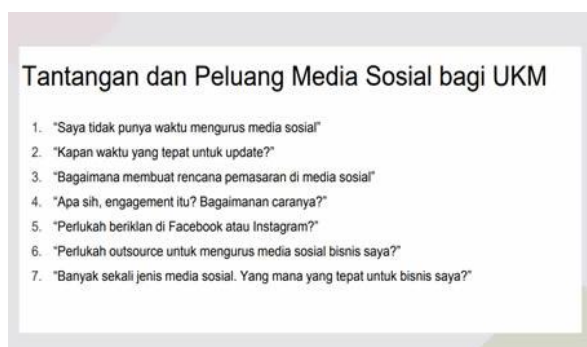 Tantangan dan Peluang Media Sosial bagi UKM
1. "Saya tidak punya waktu mengurus media sosial"
2. "Kapan waktu yang tepat untuk update?"
3. "Bagaimana membuat rencana pemasaran di media sosial"
4. "Apa sih, engagement itu? Bagaimanan caranya?"
5. "Perlukah beriklan di Facebook atau Instagram?"
6. "Perlukah outsource untuk mengurus media sosial bisnis saya?"
7. "Banyak sekali jenis media sosial. Yang mana yang tepat untuk bisnis saya?"